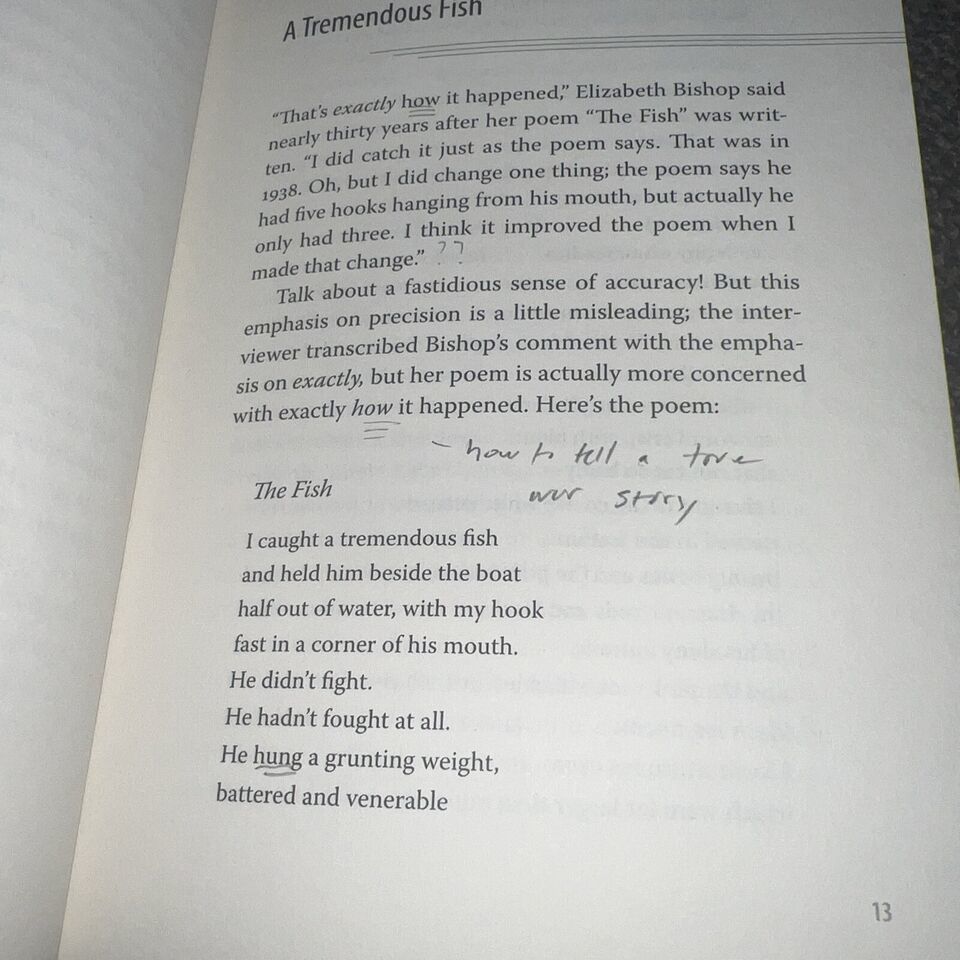 A Tremendous Fish
“That’s exactly how it happened,” Elizabeth Bishop said
nearly thirty years after her poem “The Fish” was writ-
ten. “I did catch it just as the poem says. That was in
1938. Oh, but I did change one thing; the poem says he
had five hooks hanging from his mouth, but actually he
only had three. I think it improved the poem when I
made that change.” ??
Talk about a fastidious sense of accuracy! But this
emphasis on precision is a little misleading; the inter-
viewer transcribed Bishop’s comment with the empha-
sis on exactly, but her poem is actually more concerned
with exactly how it happened. Here’s the poem:
– how to tell a true
war story
The Fish
I caught a tremendous fish
and held him beside the boat
half out of water, with my hook
fast in a corner of his mouth.
He didn’t fight.
He hadn’t fought at all.
He hung a grunting weight,
battered and venerable
13